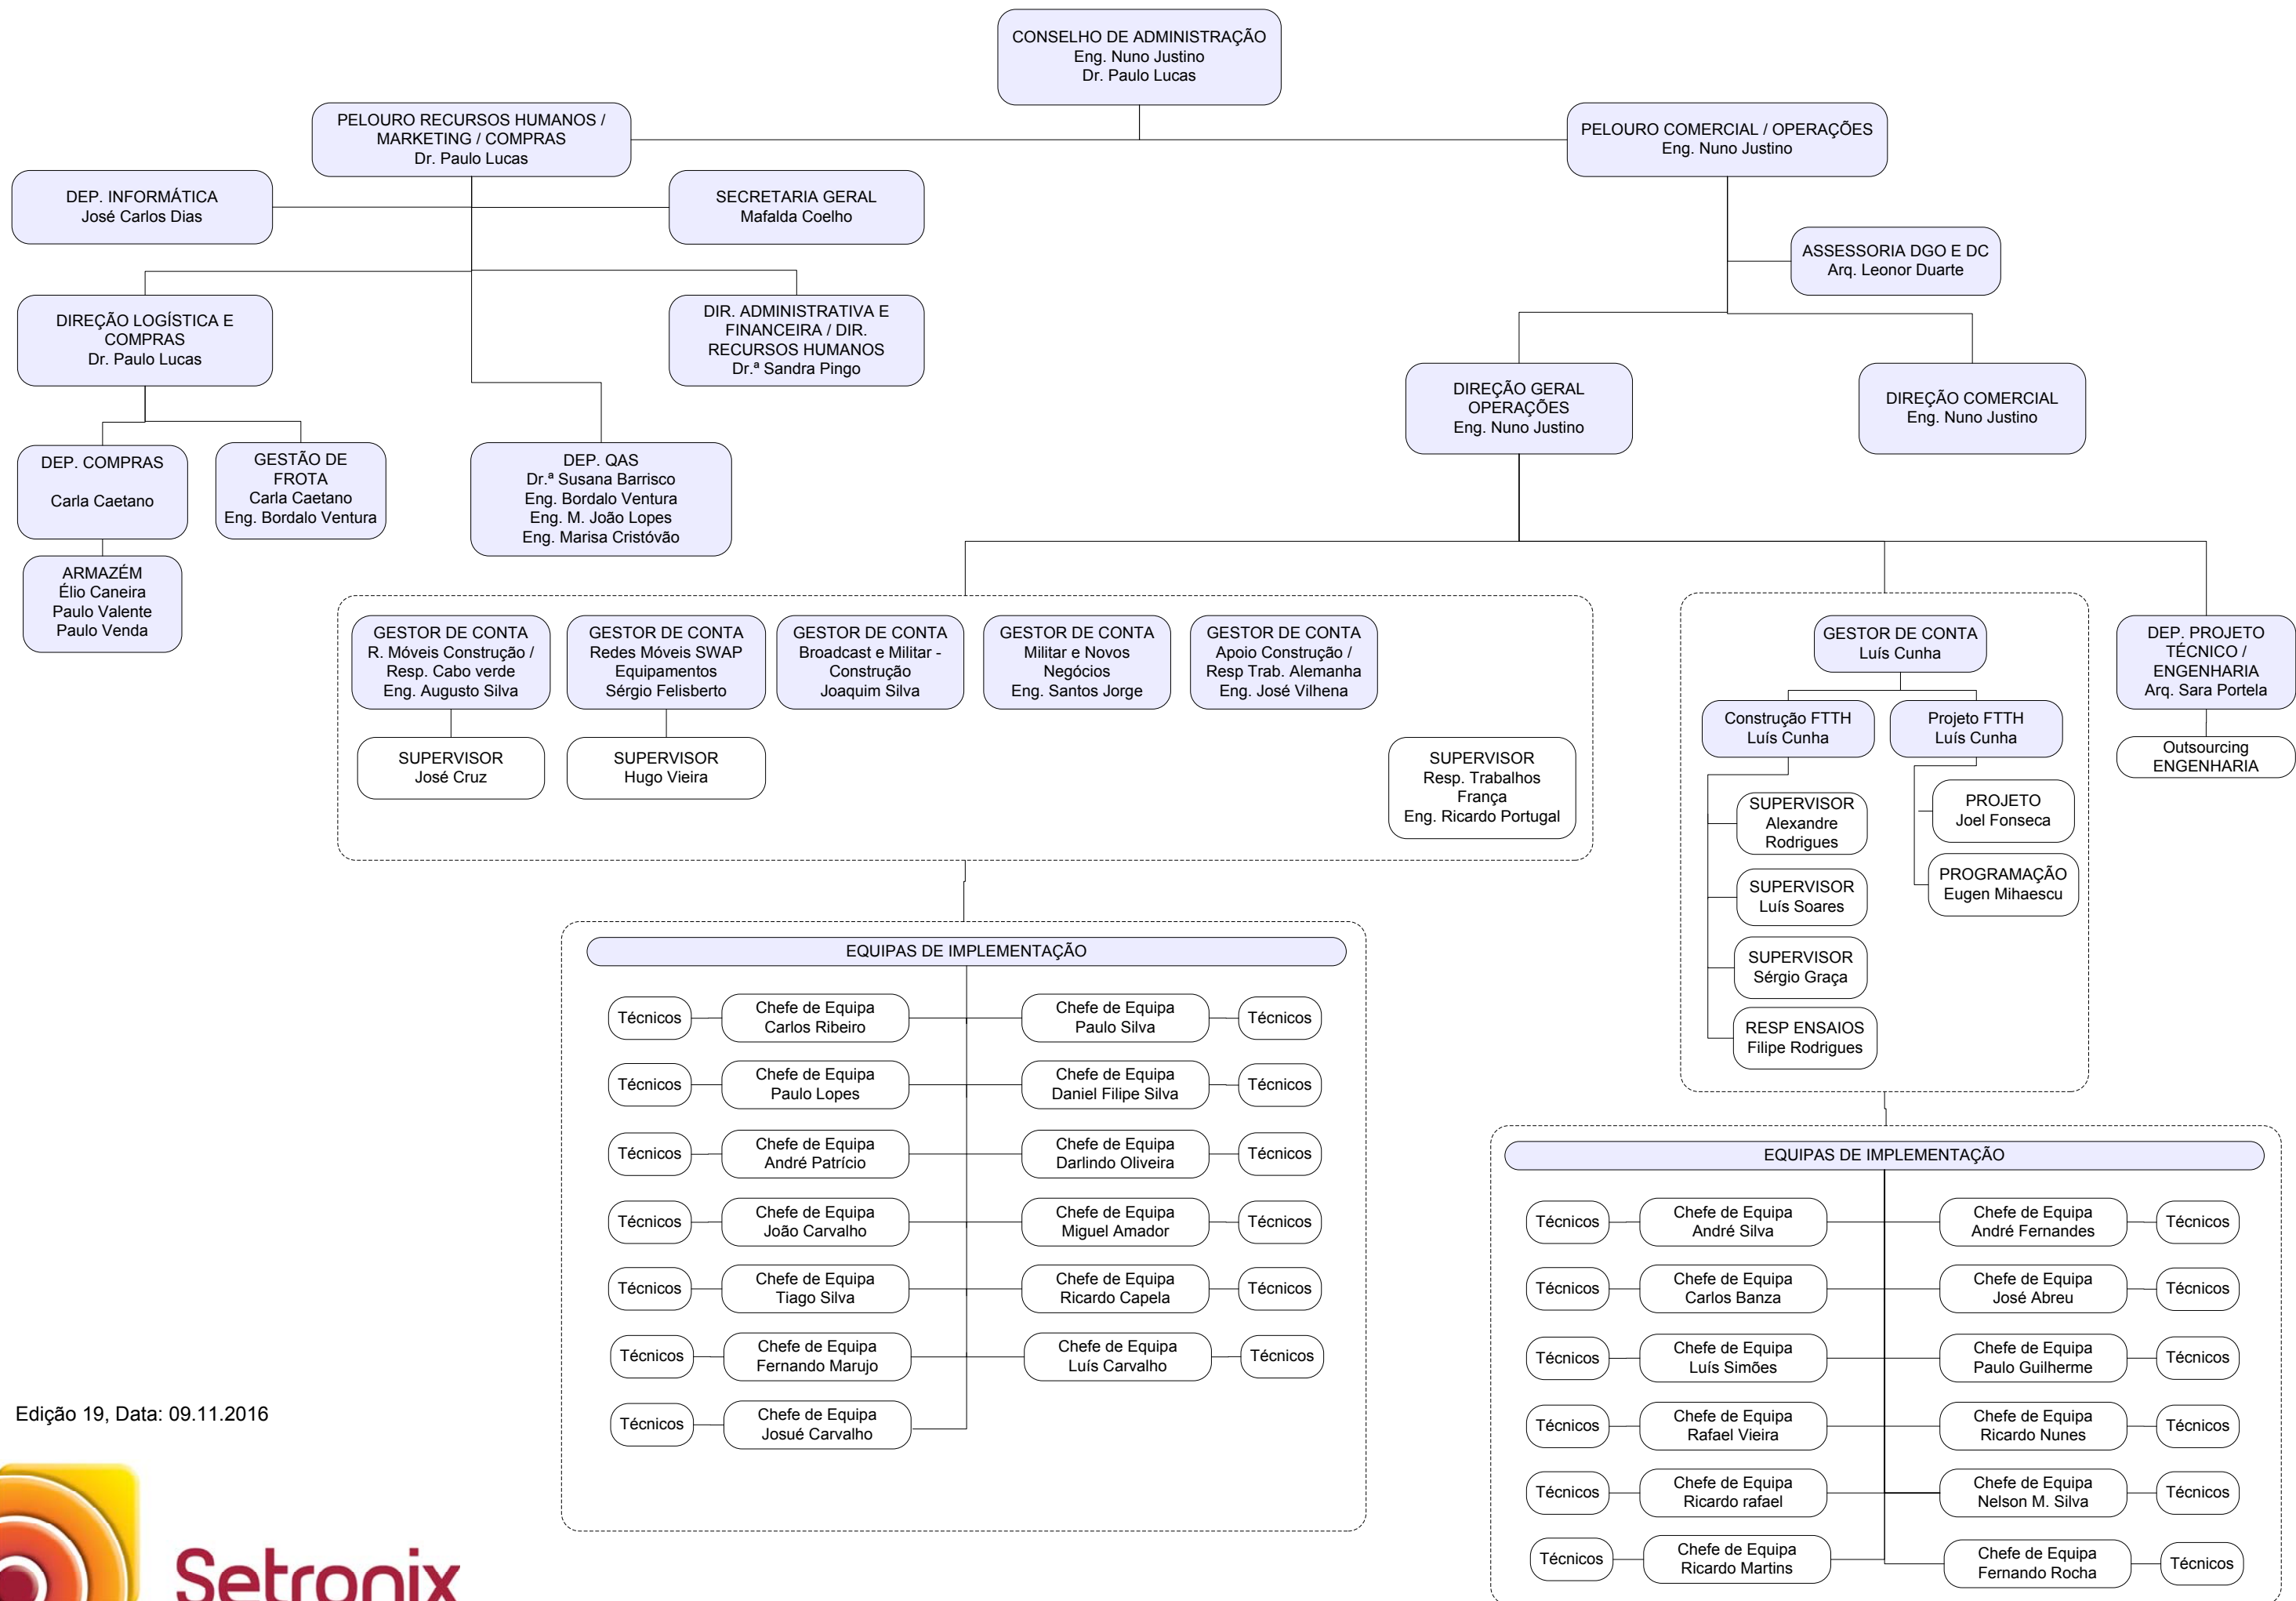 CONSELHO DE ADMINISTRAÇÃO
Eng. Nuno Justino
Dr. Paulo Lucas
PELOURO RECURSOS HUMANOS /
MARKETING / COMPRAS
Dr. Paulo Lucas
PELOURO COMERCIAL / OPERAÇÕES
Eng. Nuno Justino
DEP. INFORMÁTICA
José Carlos Dias
SECRETARIA GERAL
Mafalda Coelho
ASSESSORIA DGO E DC
Arq. Leonor Duarte
DIREÇÃO LOGÍSTICA E
COMPRAS
Dr. Paulo Lucas
DIR. ADMINISTRATIVA E
FINANCEIRA / DIR.
RECURSOS HUMANOS
Dr.ª Sandra Pingo
DIREÇÃO GERAL
OPERAÇÕES
Eng. Nuno Justino
DIREÇÃO COMERCIAL
Eng. Nuno Justino
DEP. COMPRAS
Carla Caetano
GESTÃO DE
FROTA
Carla Caetano
Eng. Bordalo Ventura
DEP. QAS
Dr.ª Susana Barrisco
Eng. Bordalo Ventura
Eng. M. João Lopes
Eng. Marisa Cristóvão
ARMAZÉM
Élio Caneira
Paulo Valente
Paulo Venda
GESTOR DE CONTA
R. Móveis Construção /
Resp. Cabo verde
Eng. Augusto Silva
GESTOR DE CONTA
Redes Móveis SWAP
Equipamentos
Sérgio Felisberto
GESTOR DE CONTA
Broadcast e Militar -
Construção
Joaquim Silva
GESTOR DE CONTA
Militar e Novos
Negócios
Eng. Santos Jorge
GESTOR DE CONTA
Apoio Construção /
Resp Trab. Alemanha
Eng. José Vilhena
GESTOR DE CONTA
Luís Cunha
DEP. PROJETO
TÉCNICO /
ENGENHARIA
Arq. Sara Portela
Construção FTTH
Luís Cunha
Projeto FTTH
Luís Cunha
Outsourcing
ENGENHARIA
SUPERVISOR
José Cruz
SUPERVISOR
Hugo Vieira
SUPERVISOR
Resp. Trabalhos
França
Eng. Ricardo Portugal
SUPERVISOR
Alexandre
Rodrigues
PROJETO
Joel Fonseca
SUPERVISOR
Luís Soares
PROGRAMAÇÃO
Eugen Mihaescu
SUPERVISOR
Sérgio Graça
RESP ENSAIOS
Filipe Rodrigues
EQUIPAS DE IMPLEMENTAÇÃO
Técnicos
Chefe de Equipa
Carlos Ribeiro
Chefe de Equipa
Paulo Silva
Técnicos
Técnicos
Chefe de Equipa
Paulo Lopes
Chefe de Equipa
Daniel Filipe Silva
Técnicos
Técnicos
Chefe de Equipa
André Patrício
Chefe de Equipa
Darlindo Oliveira
Técnicos
Técnicos
Chefe de Equipa
João Carvalho
Chefe de Equipa
Miguel Amador
Técnicos
Técnicos
Chefe de Equipa
Tiago Silva
Chefe de Equipa
Ricardo Capela
Técnicos
Técnicos
Chefe de Equipa
Fernando Marujo
Chefe de Equipa
Luís Carvalho
Técnicos
Técnicos
Chefe de Equipa
Josué Carvalho
EQUIPAS DE IMPLEMENTAÇÃO
Técnicos
Chefe de Equipa
André Silva
Chefe de Equipa
André Fernandes
Técnicos
Técnicos
Chefe de Equipa
Carlos Banza
Chefe de Equipa
José Abreu
Técnicos
Técnicos
Chefe de Equipa
Luís Simões
Chefe de Equipa
Paulo Guilherme
Técnicos
Técnicos
Chefe de Equipa
Rafael Vieira
Chefe de Equipa
Ricardo Nunes
Técnicos
Técnicos
Chefe de Equipa
Ricardo rafael
Chefe de Equipa
Nelson M. Silva
Técnicos
Técnicos
Chefe de Equipa
Ricardo Martins
Chefe de Equipa
Fernando Rocha
Técnicos
Edição 19, Data: 09.11.2016
Setronix